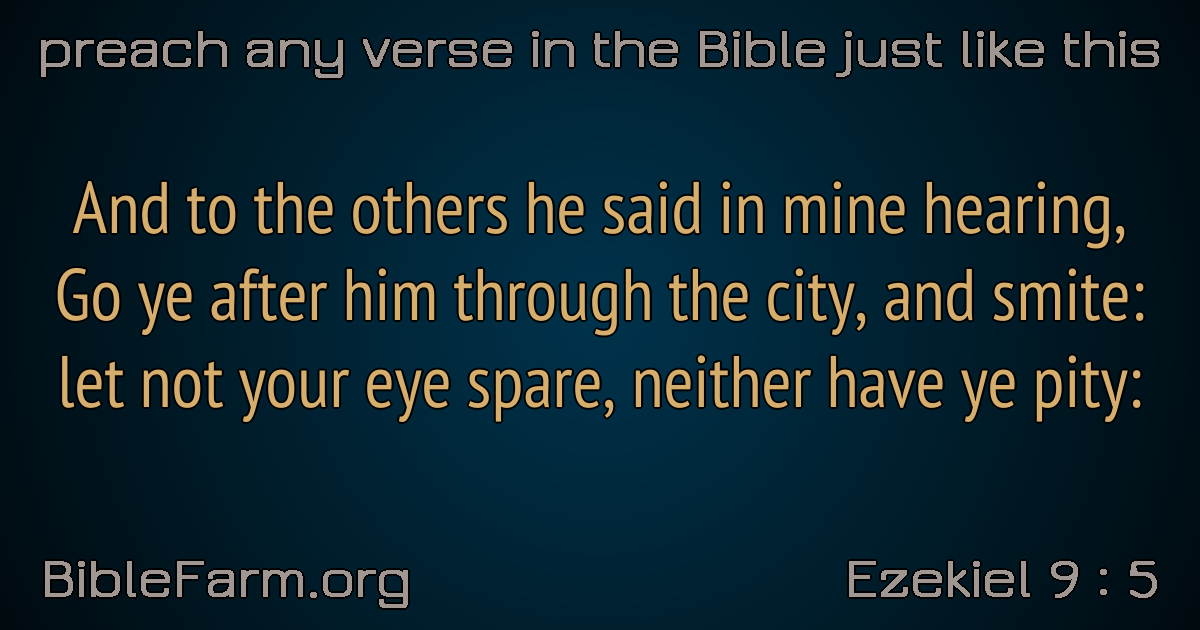 preach any verse in the Bible just like this
And to the others he said in mine hearing,
Go ye after him through the city, and smite:
let not your eye spare, neither have ye pity:
BibleFarm.org
Ezekiel 9 : 5